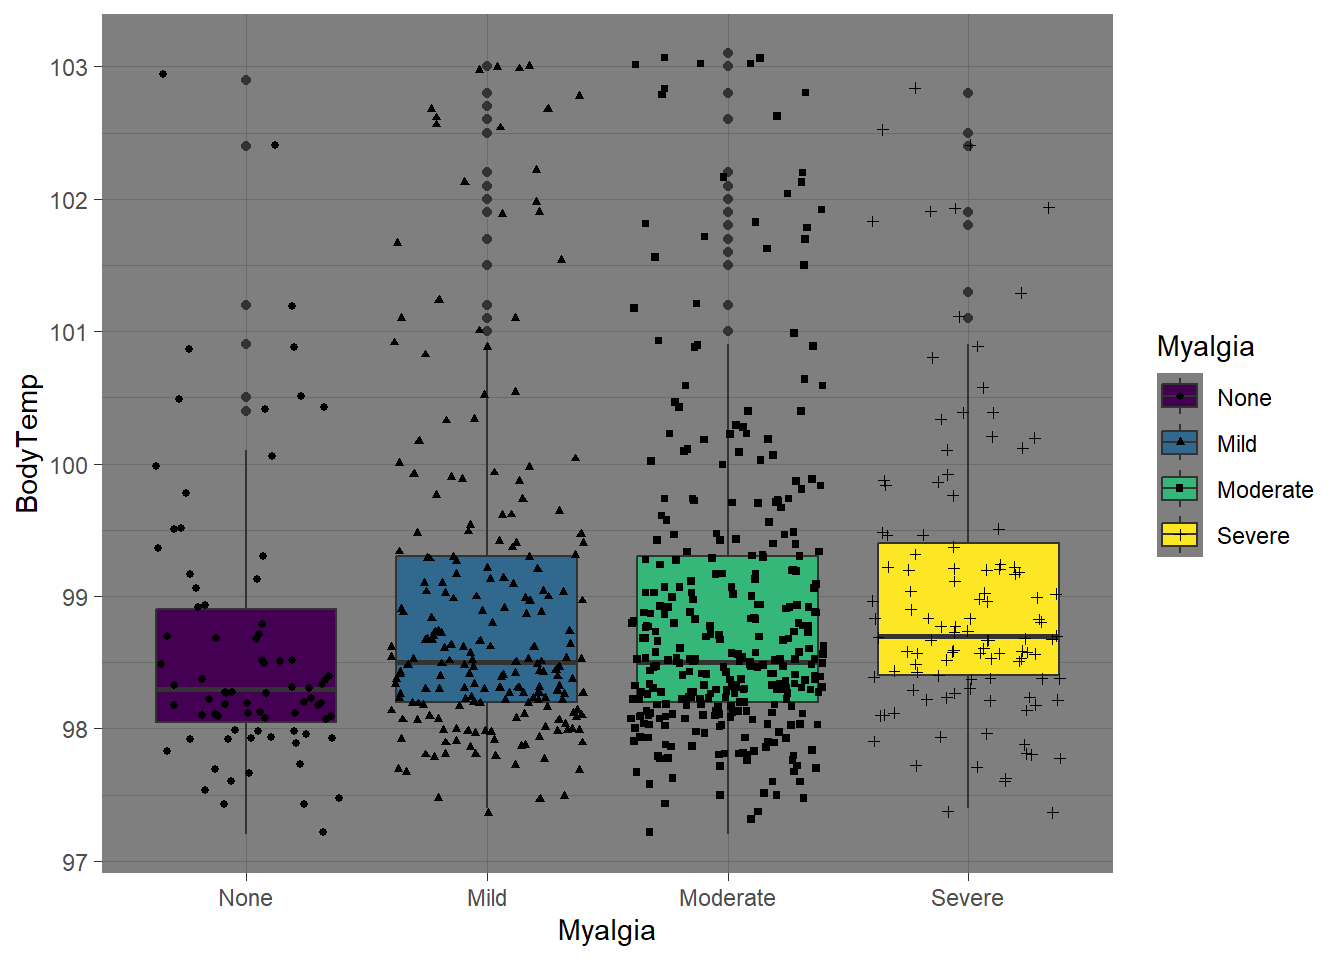 103
102
101
100
99
98
97
BodyTemp
None
Mild
Moderate
Severe
Myalgia
Myalgia
None
Mild
Moderate
Severe